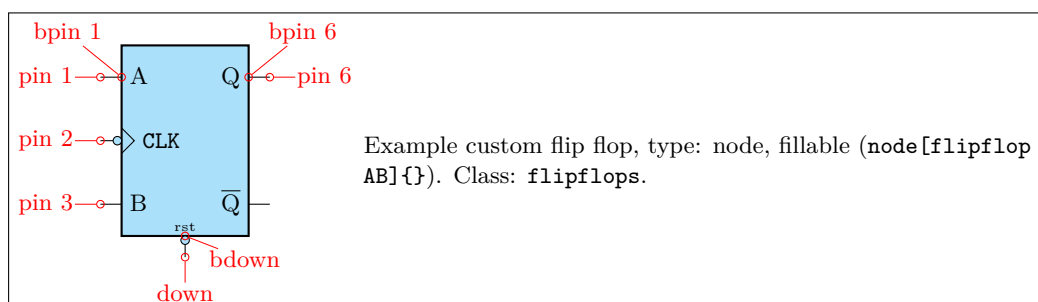 bpin 1 bpin 6
pin 1 A Q pin 6
pin 2 CLK
Example custom flip flop, type: node, fillable (node[flipflop
AB]{}). Class: flipflops.
pin 3 B Q̅
rst
bdown
down